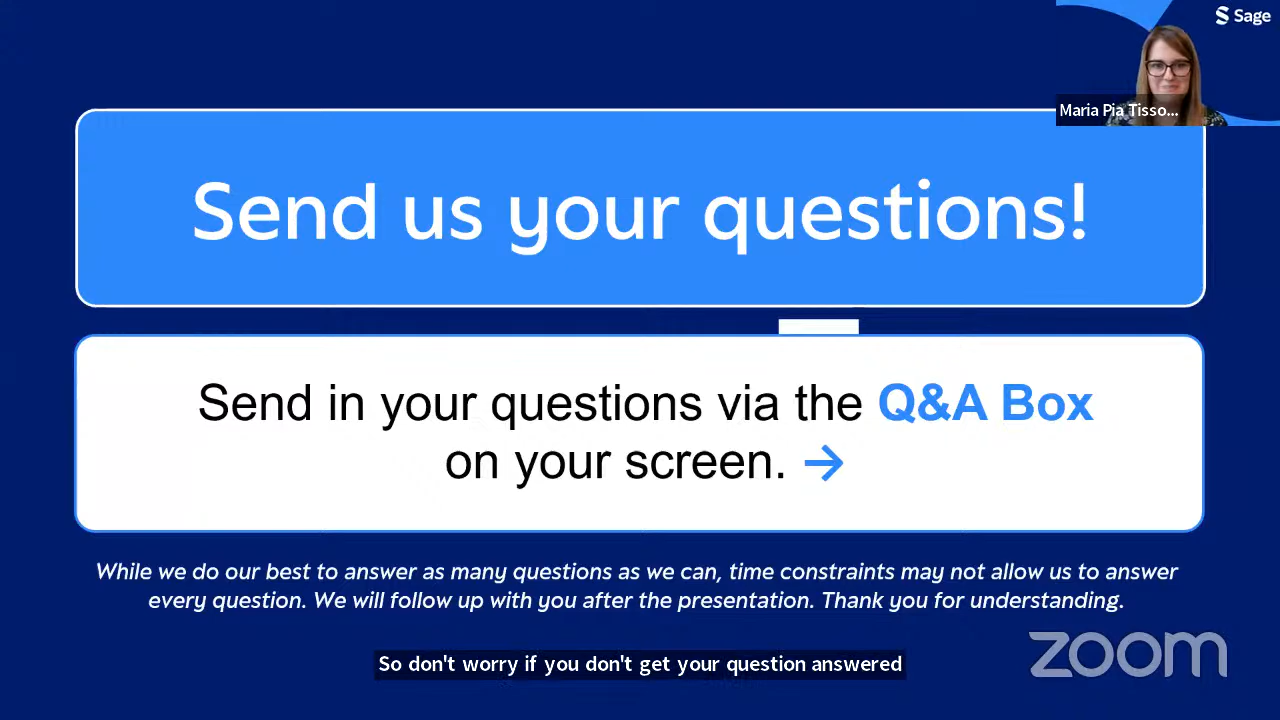 Sage
Maria Pia Tisso...
Send us your questions!
Send in your questions via the Q&A Box
on your screen. →
While we do our best to answer as many questions as we can, time constraints may not allow us to answer
every question. We will follow up with you after the presentation. Thank you for understanding.
So don't worry if you don't get your question answered
zoom